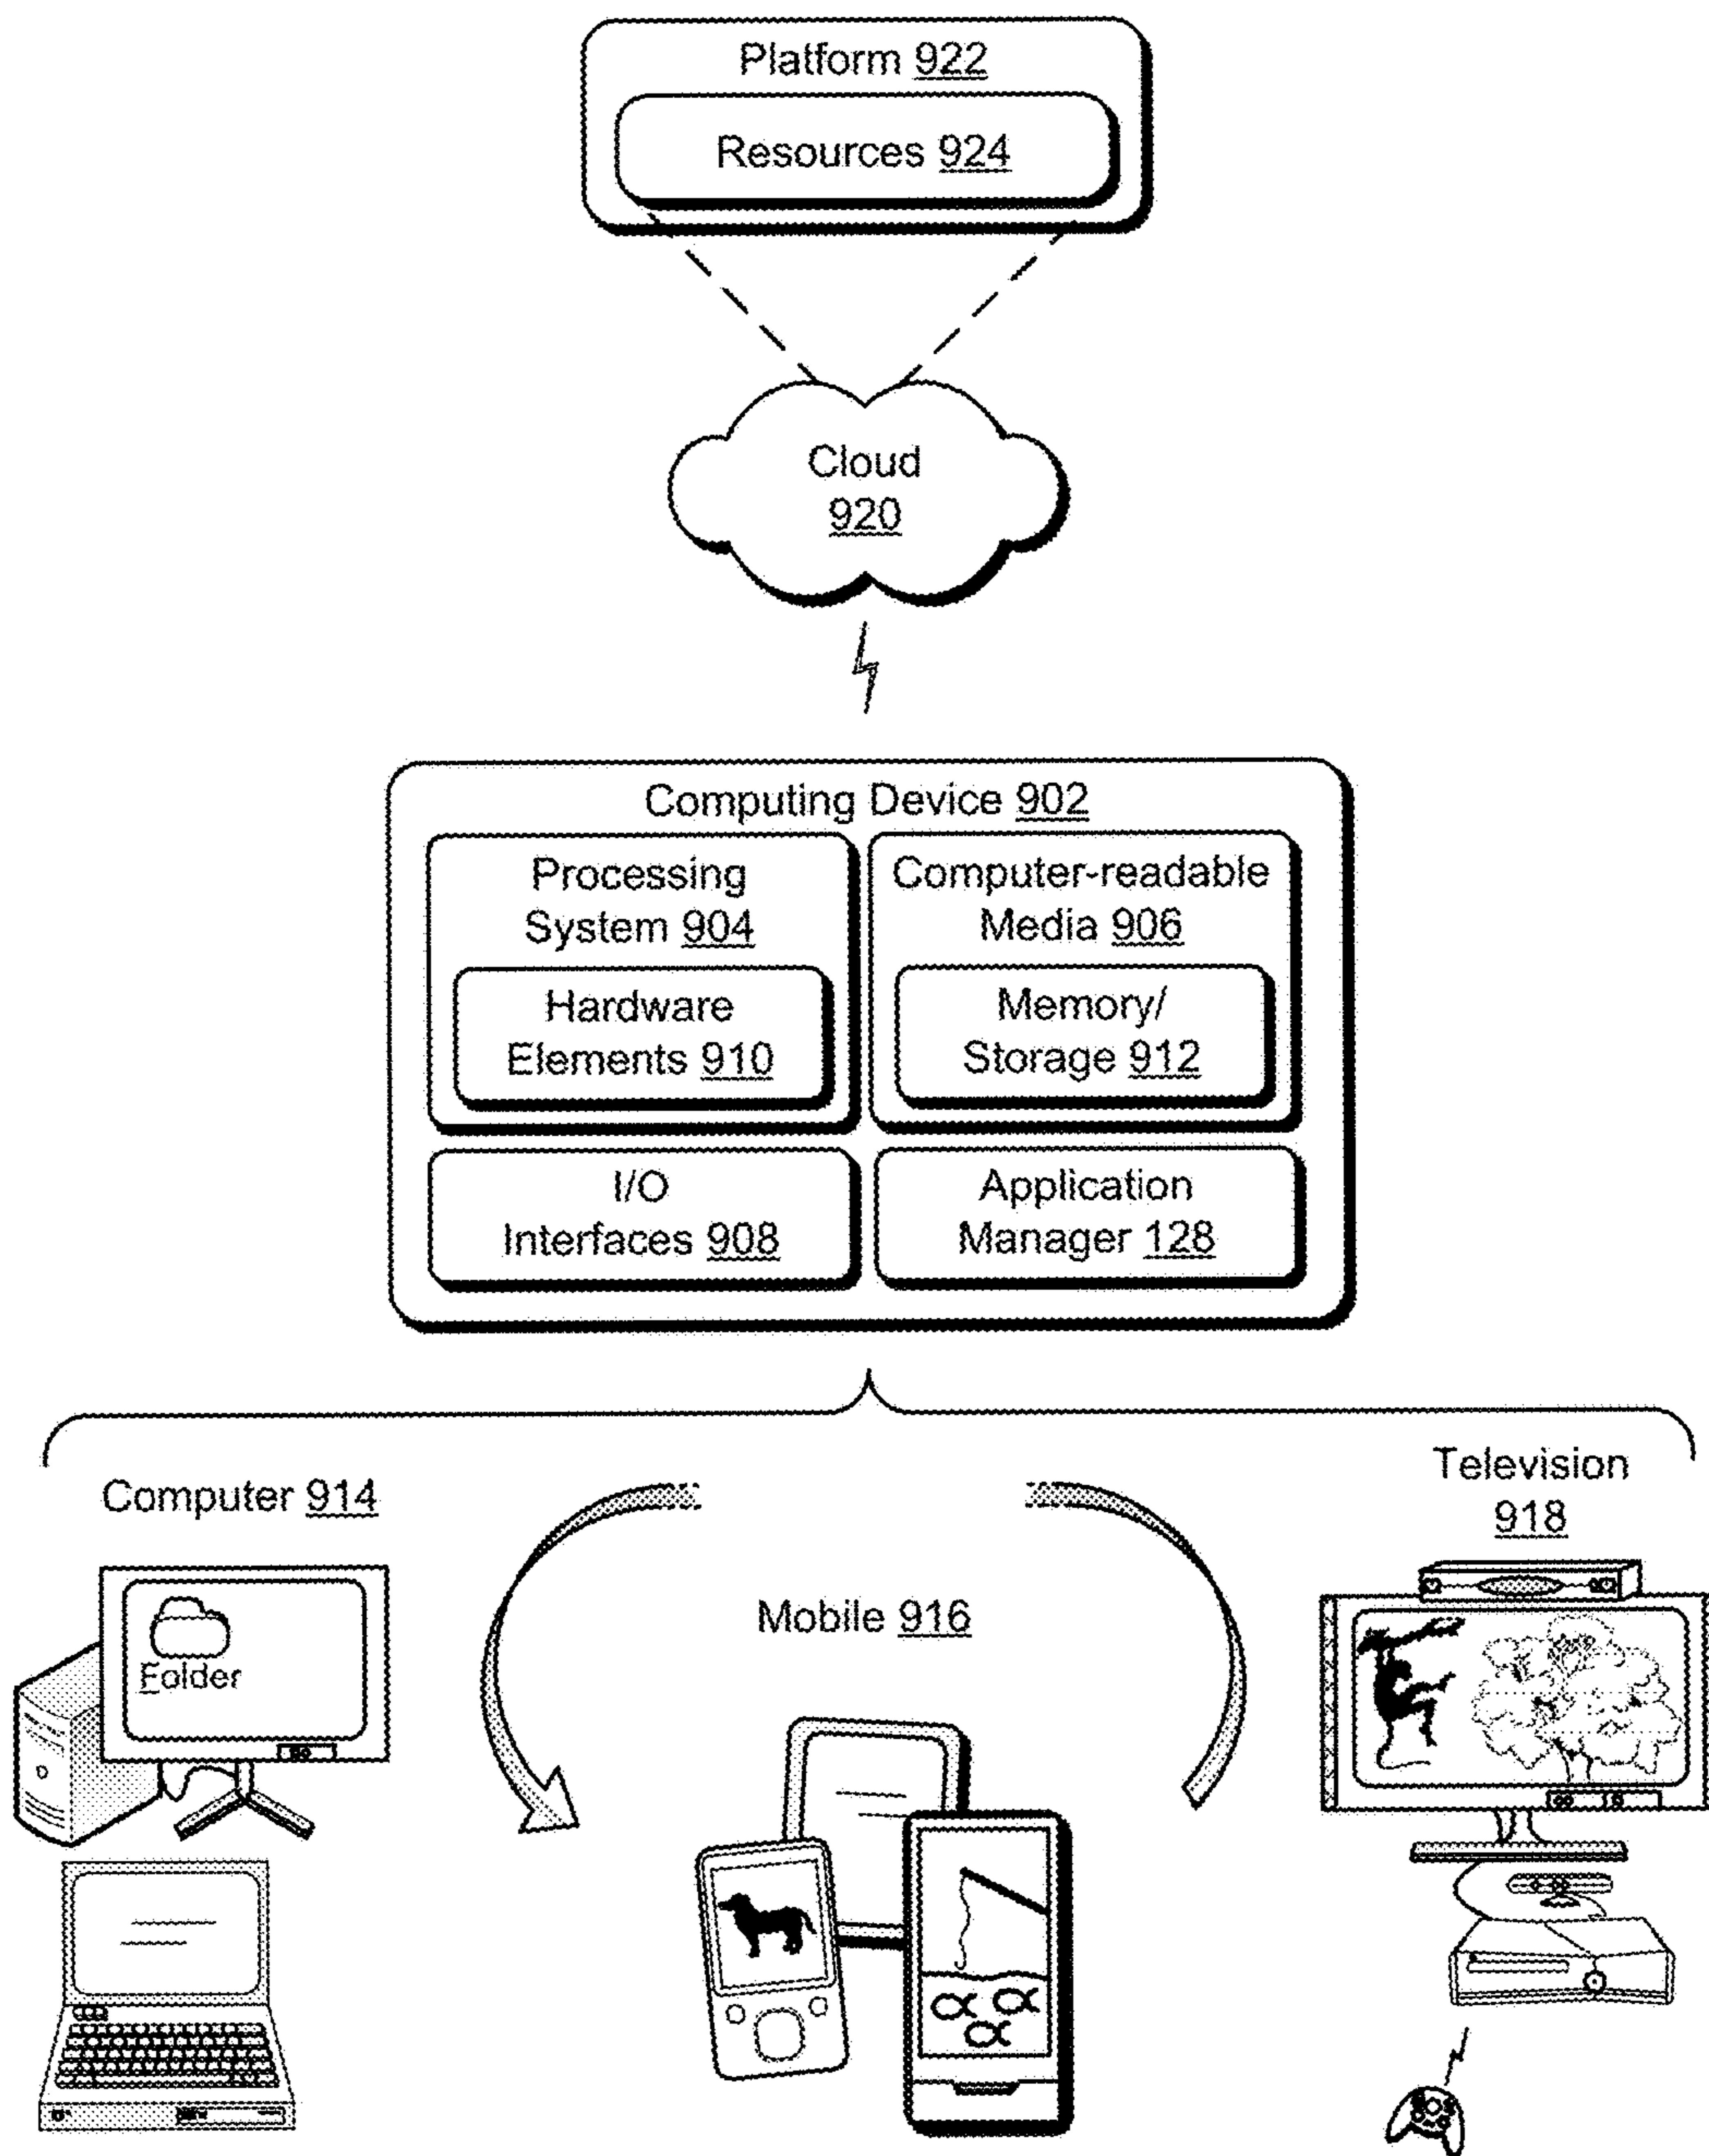 Platform 922
Resources 924
Cloud
920
Computing Device 902
Processing
System 904
Hardware
Elements 910
Computer-readable
Media 906
Memory/
Storage 912
I/O
Interfaces 908
Application
Manager 128
Computer 914
Folder
Mobile 916
Television
918